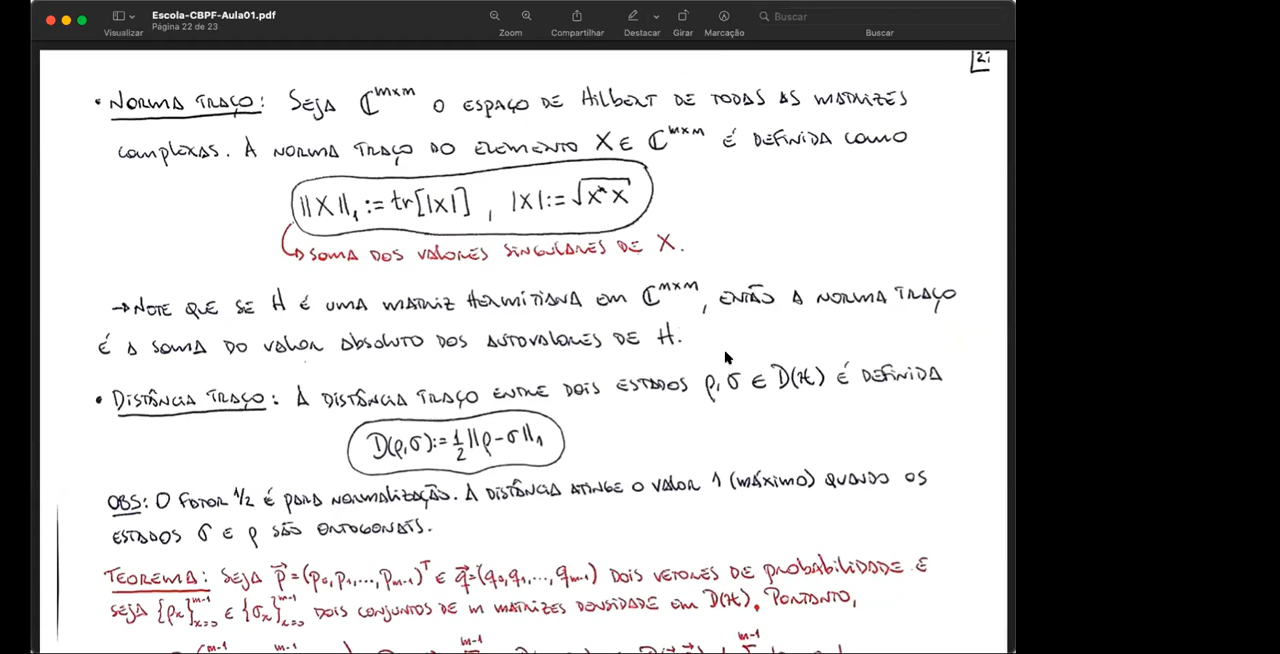 Escola-CBPF-Aula01.pdf
Página 22 de 23
Visualizar
Zoom
Compartilhar
Destacar
Girar
Marcação
Buscar
Buscar
21
• NORMA TRAÇO: SEJA ℂ^{m×m} O ESPAÇO DE HILBERT DE TODAS AS MATRIZES
COMPLEXAS. A NORMA TRAÇO DO ELEMENTO X ∈ ℂ^{m×m} É DEFINIDA COMO
||X||₁ := tr[|X|] , |X| := √(X*X)
↳ SOMA DOS VALORES SINGULARES DE X.
→ NOTE QUE SE H É UMA MATRIZ HERMITIANA EM ℂ^{m×m}, ENTÃO A NORMA TRAÇO
É A SOMA DO VALOR ABSOLUTO DOS AUTOVALORES DE H.
• DISTÂNCIA TRAÇO: A DISTÂNCIA TRAÇO ENTRE DOIS ESTADOS ρ, σ ∈ D(ℋ) É DEFINIDA
D(ρ,σ) := 1/2 ||ρ - σ||₁
OBS: O FATOR 1/2 É PARA NORMALIZAÇÃO. A DISTÂNCIA ATINGE O VALOR 1 (MÁXIMO) QUANDO OS
ESTADOS σ E ρ SÃO ORTOGONAIS.
TEOREMA: SEJA p⃗ = (p₀, p₁, ..., p_{m-1})^T E q⃗ = (q₀, q₁, ..., q_{m-1}) DOIS VETORES DE PROBABILIDADE E
SEJA {ρ_x}_{x=0}^{m-1} E {σ_x}_{x=0}^{m-1} DOIS CONJUNTOS DE m MATRIZES DENSIDADE EM D(ℋ). PORTANTO,